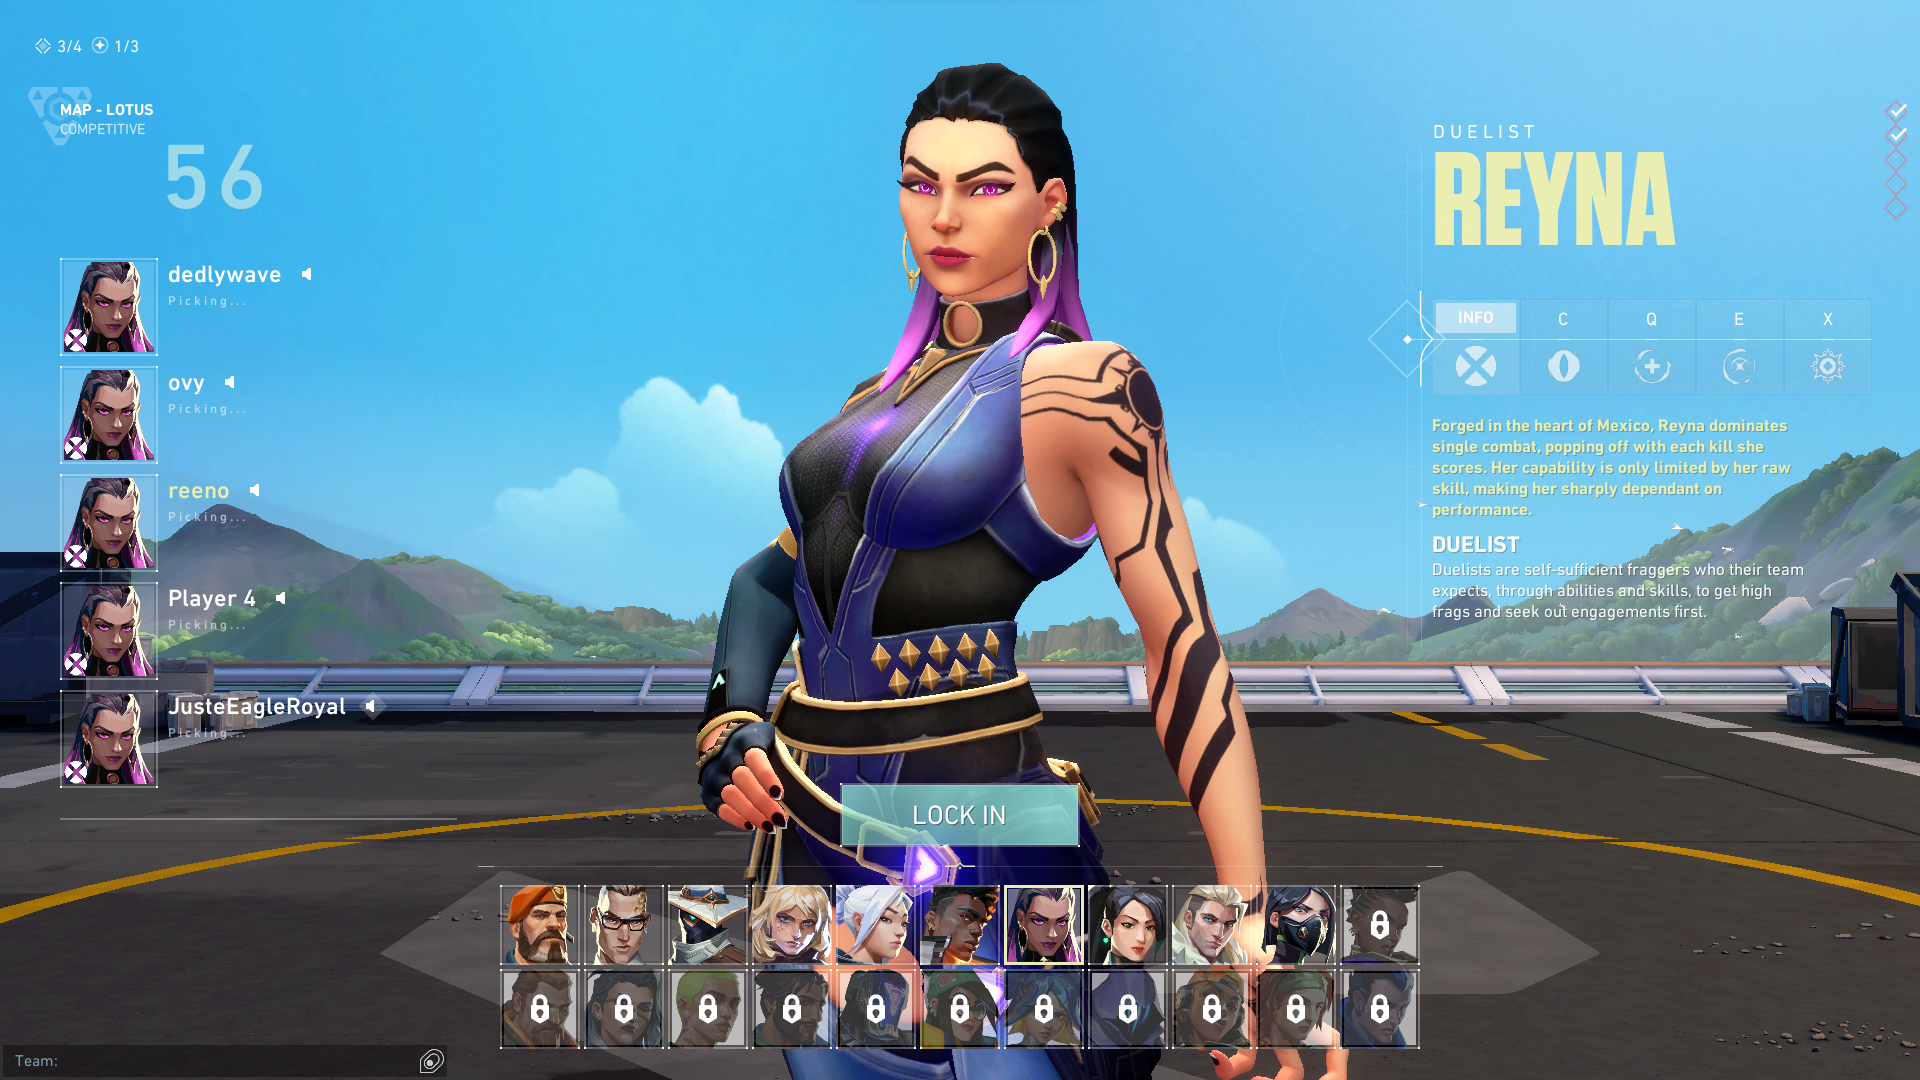 3/4 1/3
MAP - LOTUS
COMPETITIVE
56
dedlywave
Picking...
ovy
Picking...
reeno
Picking...
Player 4
Picking...
JusteEagleRoyal
Picking...
DUELIST
REYNA
INFO C Q E X
Forged in the heart of Mexico, Reyna dominates
single combat, popping off with each kill she
scores. Her capability is only limited by her raw
skill, making her sharply dependant on
performance.
DUELIST
Duelists are self-sufficient fraggers who their team
expects, through abilities and skills, to get high
frags and seek out engagements first.
LOCK IN
Team: